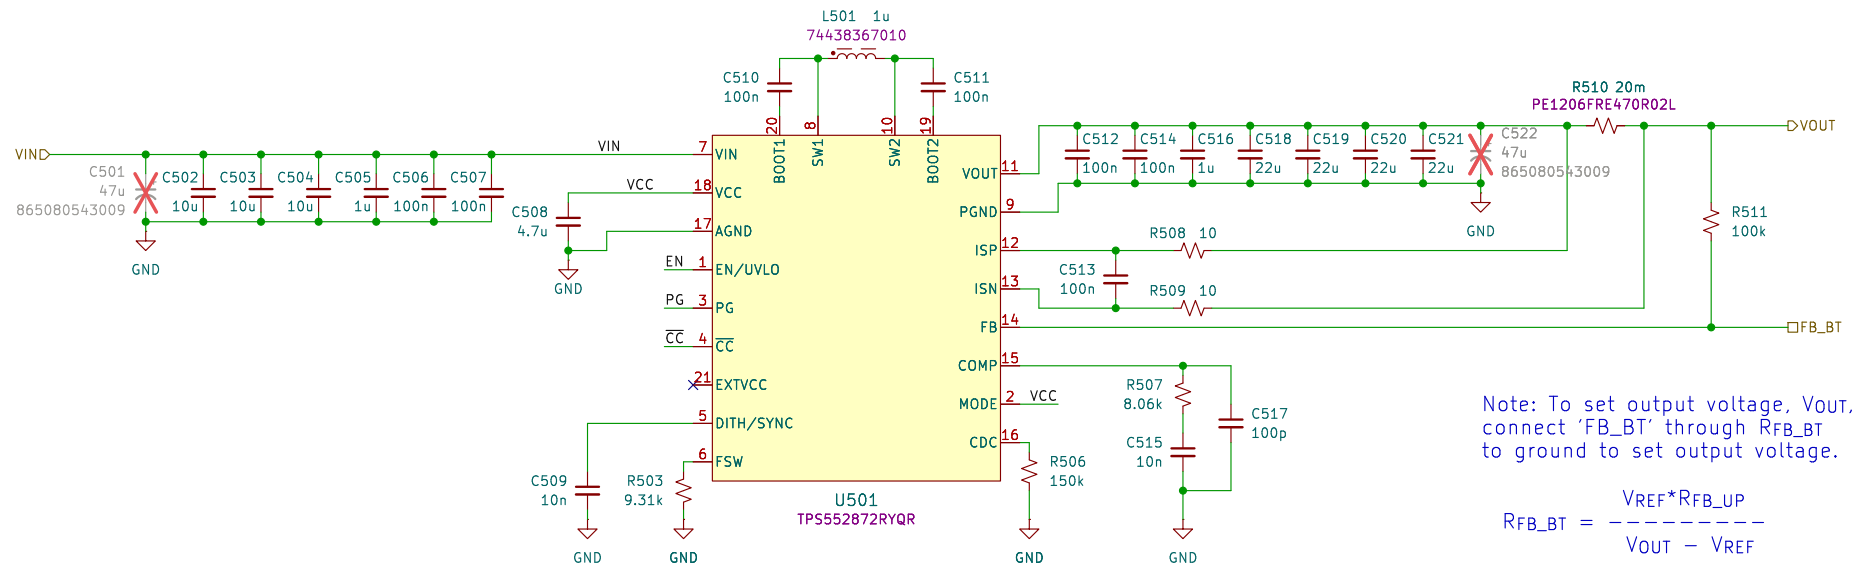 L501 1u
74438367010
C510
100n
C511
100n
20
8
10
19
BOOT1
SW1
SW2
BOOT2
VIN
VIN
7
VIN
C501
47u
865080543009
C502
10u
C503
10u
C504
10u
C505
1u
C506
100n
C507
100n
GND
VCC
18
VCC
C508
4.7u
GND
17
AGND
EN
1
EN/UVLO
PG
3
PG
CC
4
CC
21
EXTVCC
5
DITH/SYNC
6
FSW
C509
10n
GND
R503
9.31k
GND
U501
TPS552872RYQR
VOUT
11
PGND
9
ISP
12
ISN
13
FB
14
COMP
15
MODE
2
VCC
CDC
16
R506
150k
GND
C512
100n
C514
100n
C516
1u
C518
22u
C519
22u
C520
22u
C521
22u
C522
47u
865080543009
GND
R510 20m
PE1206FRE470R02L
VOUT
R511
100k
R508 10
C513
100n
R509 10
FB_BT
R507
8.06k
C515
10n
C517
100p
GND
Note: To set output voltage, VOUT,
connect 'FB_BT' through RFB_BT
to ground to set output voltage.
VREF*RFB_UP
RFB_BT = ---------
VOUT - VREF